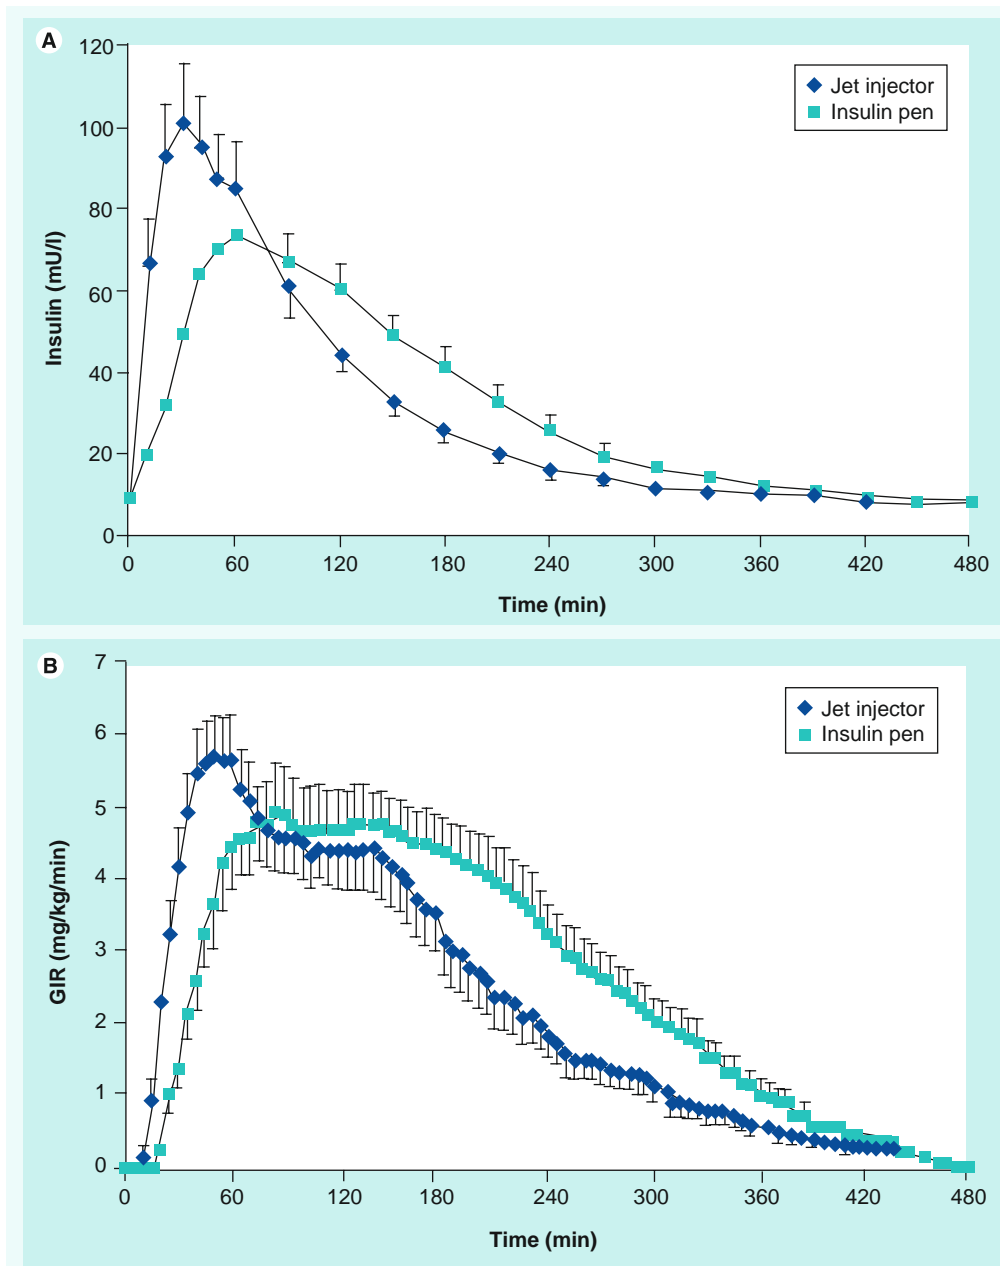 A
120
100
80
60
40
20
0
Insulin (mU/l)
Jet injector
Insulin pen
0 60 120 180 240 300 360 420 480
Time (min)
B
7
6
5
4
3
2
1
0
GIR (mg/kg/min)
Jet injector
Insulin pen
0 60 120 180 240 300 360 420 480
Time (min)